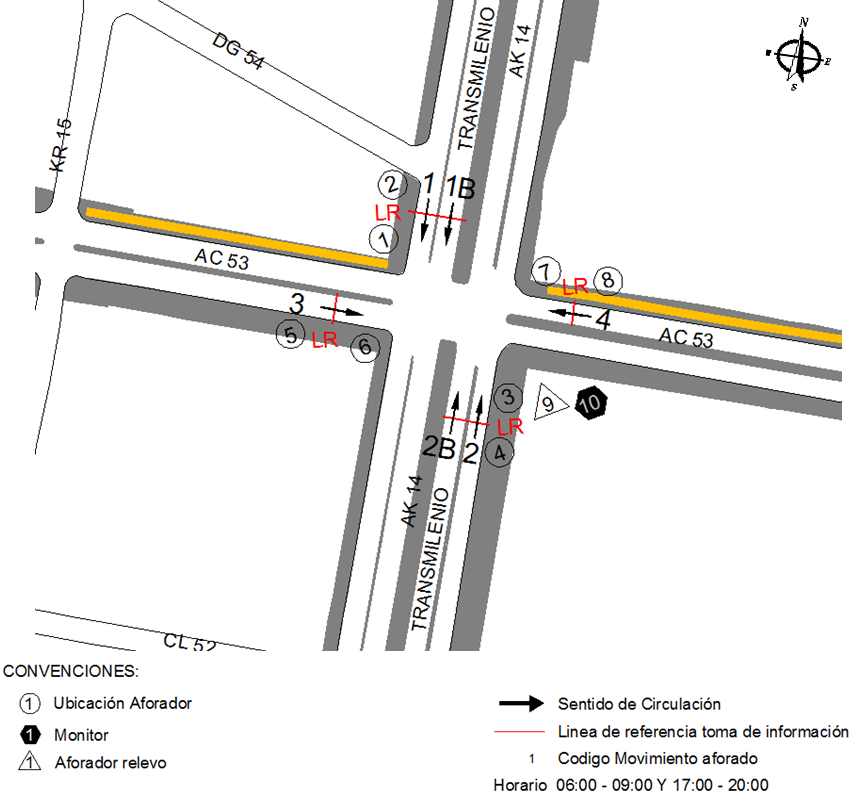 DG 54
TRANSMILENIO
AK 14
N
E
S
KR 15
2
1
1B
LR
1
AC 53
7
8
LR
3
4
5
LR
6
AC 53
3
9
10
LR
2B
2
4
AK 14
TRANSMILENIO
CL 52
CONVENCIONES:
1 Ubicación Aforador
1 Monitor
1 Aforador relevo
Sentido de Circulación
Linea de referencia toma de información
1 Codigo Movimiento aforado
Horario 06:00 - 09:00 Y 17:00 - 20:00